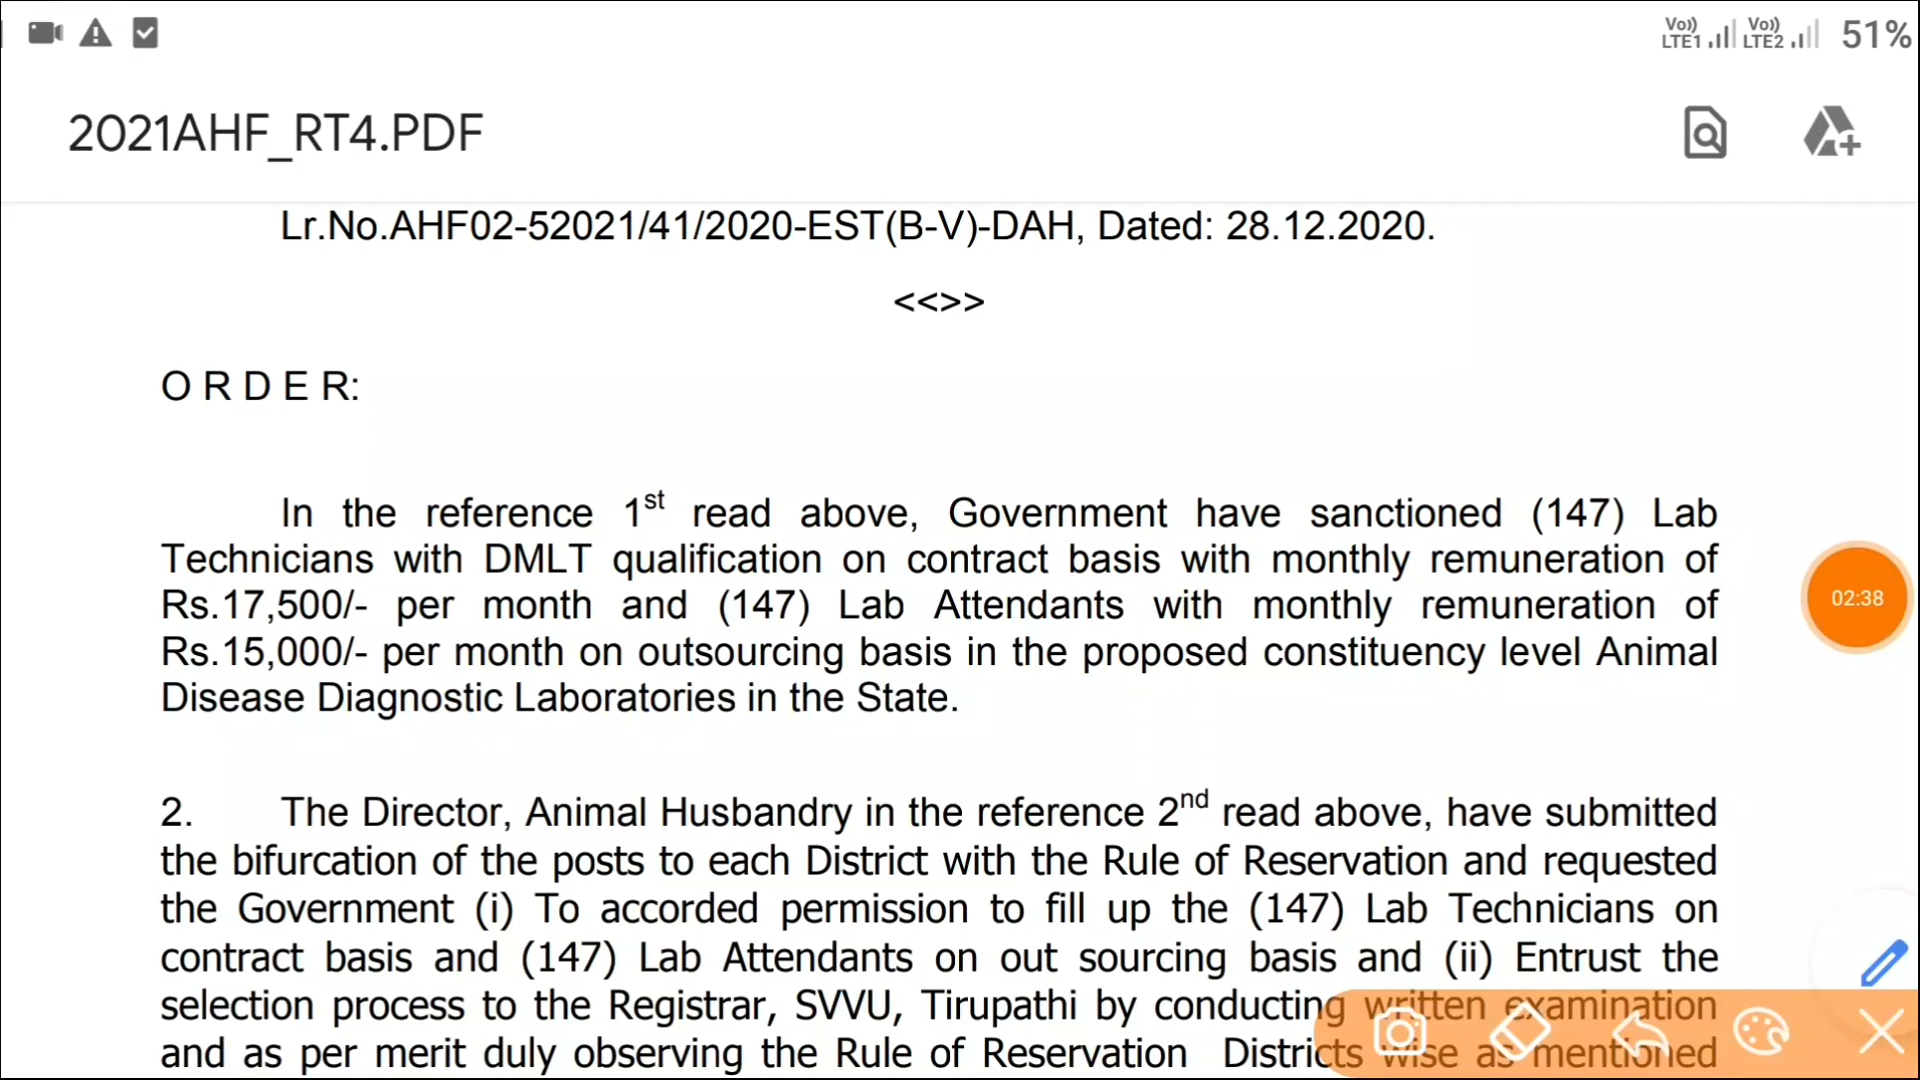 Vo)) LTE1 Vo)) LTE2 51%
2021AHF_RT4.PDF
Lr.No.AHF02-52021/41/2020-EST(B-V)-DAH, Dated: 28.12.2020.
<<>>
O R D E R:
In the reference 1st read above, Government have sanctioned (147) Lab
Technicians with DMLT qualification on contract basis with monthly remuneration of
Rs.17,500/- per month and (147) Lab Attendants with monthly remuneration of
Rs.15,000/- per month on outsourcing basis in the proposed constituency level Animal
Disease Diagnostic Laboratories in the State.
02:38
2. The Director, Animal Husbandry in the reference 2nd read above, have submitted
the bifurcation of the posts to each District with the Rule of Reservation and requested
the Government (i) To accorded permission to fill up the (147) Lab Technicians on
contract basis and (147) Lab Attendants on out sourcing basis and (ii) Entrust the
selection process to the Registrar, SVVU, Tirupathi by conducting written examination
and as per merit duly observing the Rule of Reservation Districts wise as mentioned